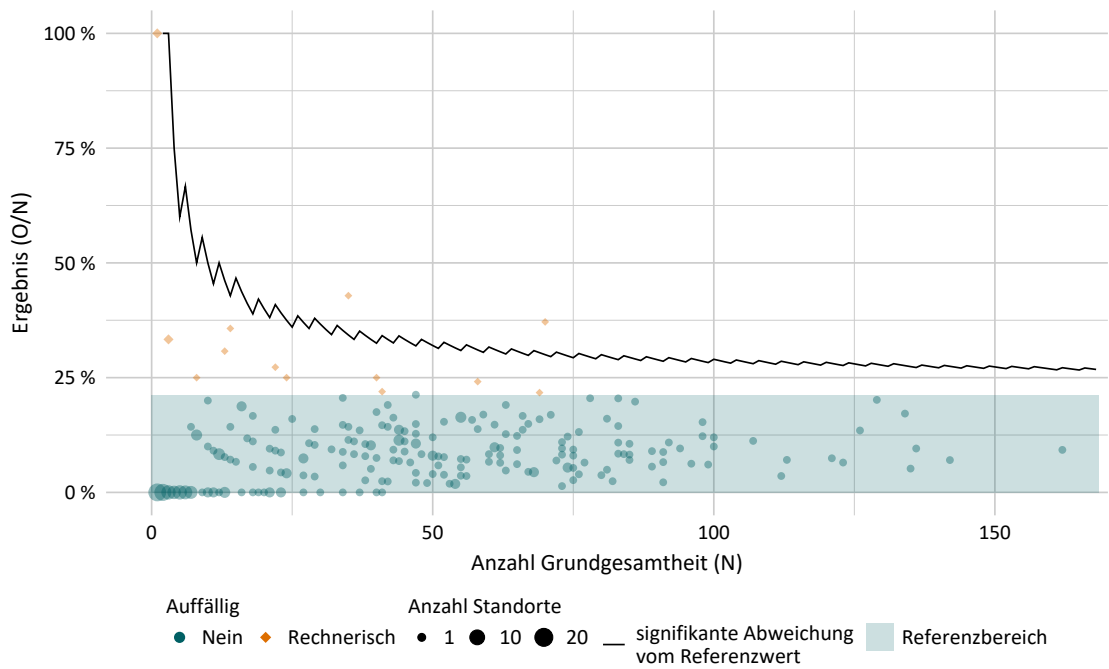 100 %
75 %
50 %
25 %
0 %
Ergebnis (O/N)
0
50
100
150
Anzahl Grundgesamtheit (N)
Auffällig
Nein
Rechnerisch
Anzahl Standorte
1
10
20
signifikante Abweichung
vom Referenzwert
Referenzbereich